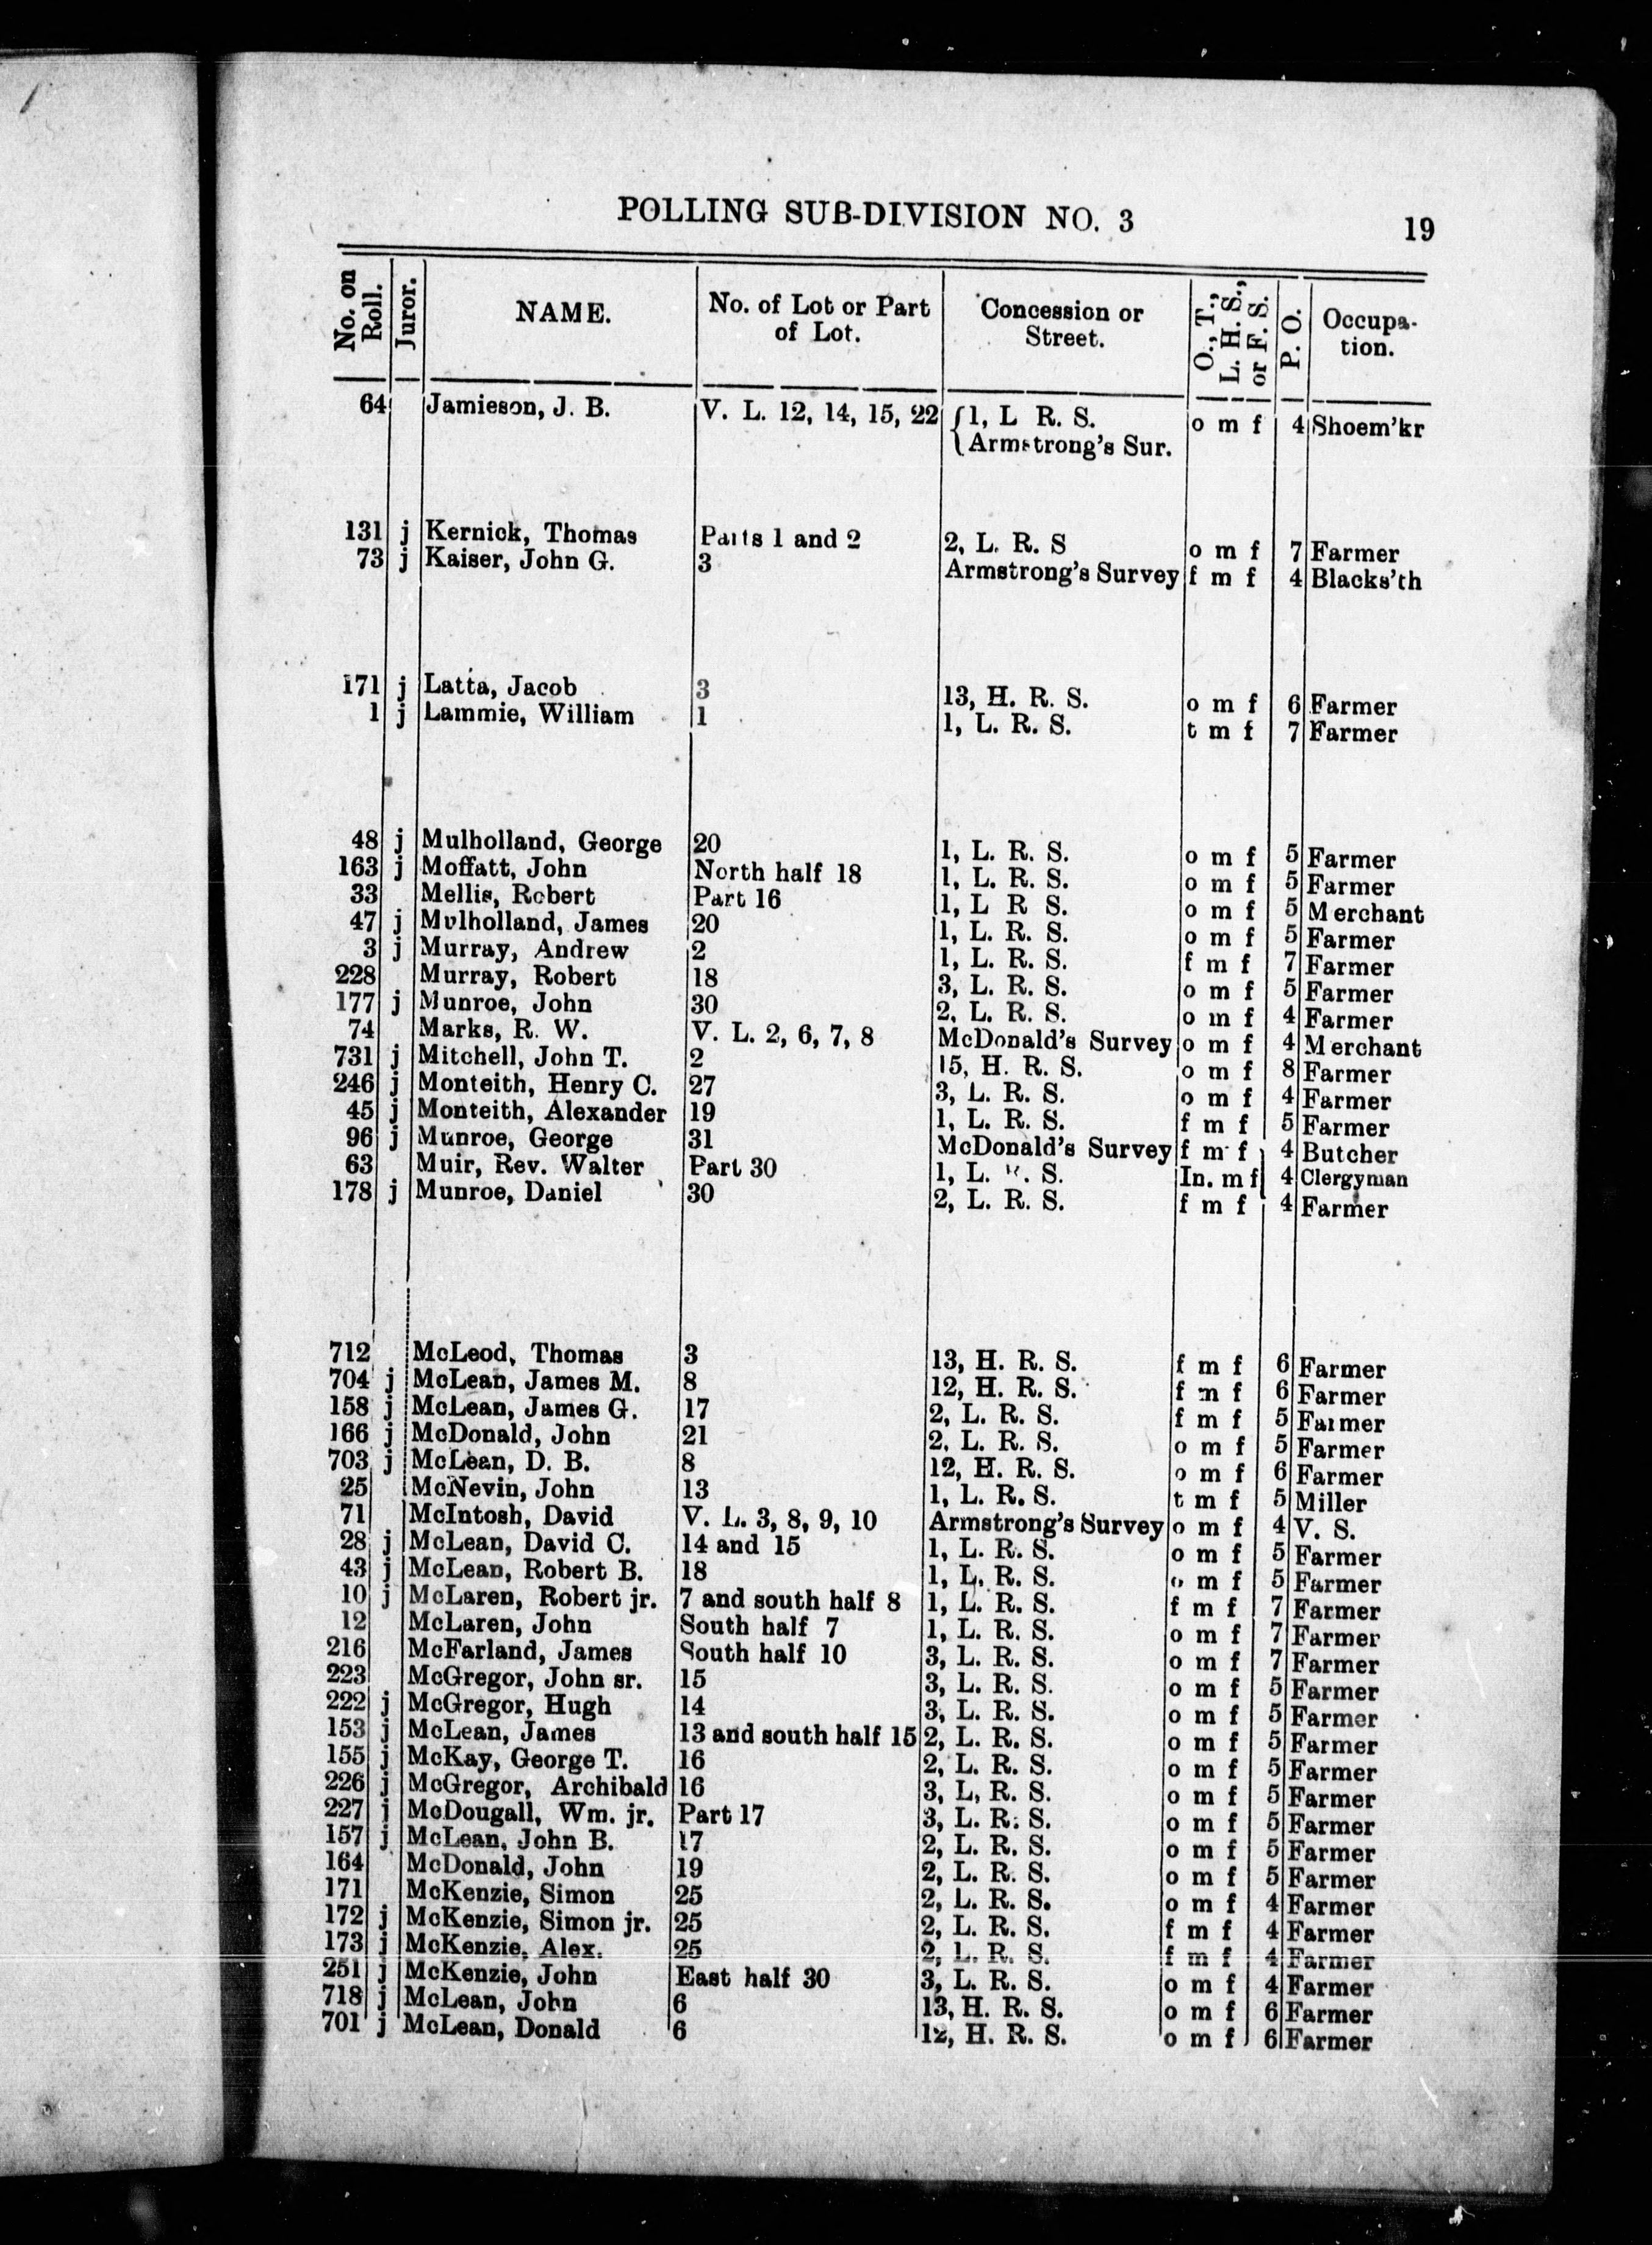 POLLING SUB-DIVISION NO. 3 19
No. on Roll. Juror. NAME. No. of Lot or Part of Lot. Concession or Street. O., T., L. H. S., or F. S. P. O. Occupa-tion.
64 Jamieson, J. B. V. L. 12, 14, 15, 22 {1, L R. S. o m f 4 Shoem'kr
Armstrong's Sur.
131 j Kernick, Thomas Parts 1 and 2 2, L. R. S o m f 7 Farmer
73 j Kaiser, John G. 3 Armstrong's Survey f m f 4 Blacks'th
171 j Latta, Jacob 3 13, H. R. S. o m f 6 Farmer
1 j Lammie, William 1 1, L. R. S. t m f 7 Farmer
48 j Mulholland, George 20 1, L. R. S. o m f 5 Farmer
163 j Moffatt, John North half 18 1, L. R. S. o m f 5 Farmer
33 Mellis, Robert Part 16 1, L R S. o m f 5 Merchant
47 j Mulholland, James 20 1, L. R. S. o m f 5 Farmer
3 j Murray, Andrew 2 1, L. R. S. f m f 7 Farmer
228 Murray, Robert 18 3, L. R. S. o m f 5 Farmer
177 j Munroe, John 30 2, L. R. S. o m f 4 Farmer
74 Marks, R. W. V. L. 2, 6, 7, 8 McDonald's Survey o m f 4 Merchant
731 j Mitchell, John T. 2 15, H. R. S. o m f 8 Farmer
246 j Monteith, Henry C. 27 3, L. R. S. o m f 4 Farmer
45 j Monteith, Alexander 19 1, L. R. S. f m f 5 Farmer
96 j Munroe, George 31 McDonald's Survey f m f 4 Butcher
63 Muir, Rev. Walter Part 30 1, L. R. S. In. m f 4 Clergyman
178 j Munroe, Daniel 30 2, L. R. S. f m f 4 Farmer
712 McLeod, Thomas 3 13, H. R. S. f m f 6 Farmer
704 j McLean, James M. 8 12, H. R. S. f m f 6 Farmer
158 j McLean, James G. 17 2, L. R. S. f m f 5 Farmer
166 j McDonald, John 21 2, L. R. S. o m f 5 Farmer
703 j McLean, D. B. 8 12, H. R. S. o m f 6 Farmer
25 McNevin, John 13 1, L. R. S. t m f 5 Miller
71 McIntosh, David V. L. 3, 8, 9, 10 Armstrong's Survey o m f 4 V. S.
28 j McLean, David C. 14 and 15 1, L. R. S. o m f 5 Farmer
43 j McLean, Robert B. 18 1, L. R. S. o m f 5 Farmer
10 j McLaren, Robert jr. 7 and south half 8 1, L. R. S. f m f 7 Farmer
12 McLaren, John South half 7 1, L. R. S. o m f 7 Farmer
216 McFarland, James South half 10 3, L. R. S. o m f 7 Farmer
223 McGregor, John sr. 15 3, L. R. S. o m f 5 Farmer
222 j McGregor, Hugh 14 3, L. R. S. o m f 5 Farmer
153 j McLean, James 13 and south half 15 2, L. R. S. o m f 5 Farmer
155 j McKay, George T. 16 2, L. R. S. o m f 5 Farmer
226 j McGregor, Archibald 16 3, L, R. S. o m f 5 Farmer
227 j McDougall, Wm. jr. Part 17 3, L. R. S. o m f 5 Farmer
157 j McLean, John B. 17 2, L. R. S. o m f 5 Farmer
164 McDonald, John 19 2, L. R. S. o m f 5 Farmer
171 McKenzie, Simon 25 2, L. R. S. o m f 4 Farmer
172 j McKenzie, Simon jr. 25 2, L. R. S. f m f 4 Farmer
173 j McKenzie, Alex. 25 2, L. R. S. f m f 4 Farmer
251 j McKenzie, John East half 30 3, L. R. S. o m f 4 Farmer
718 j McLean, John 6 13, H. R. S. o m f 6 Farmer
701 j McLean, Donald 6 12, H. R. S. o m f 6 Farmer